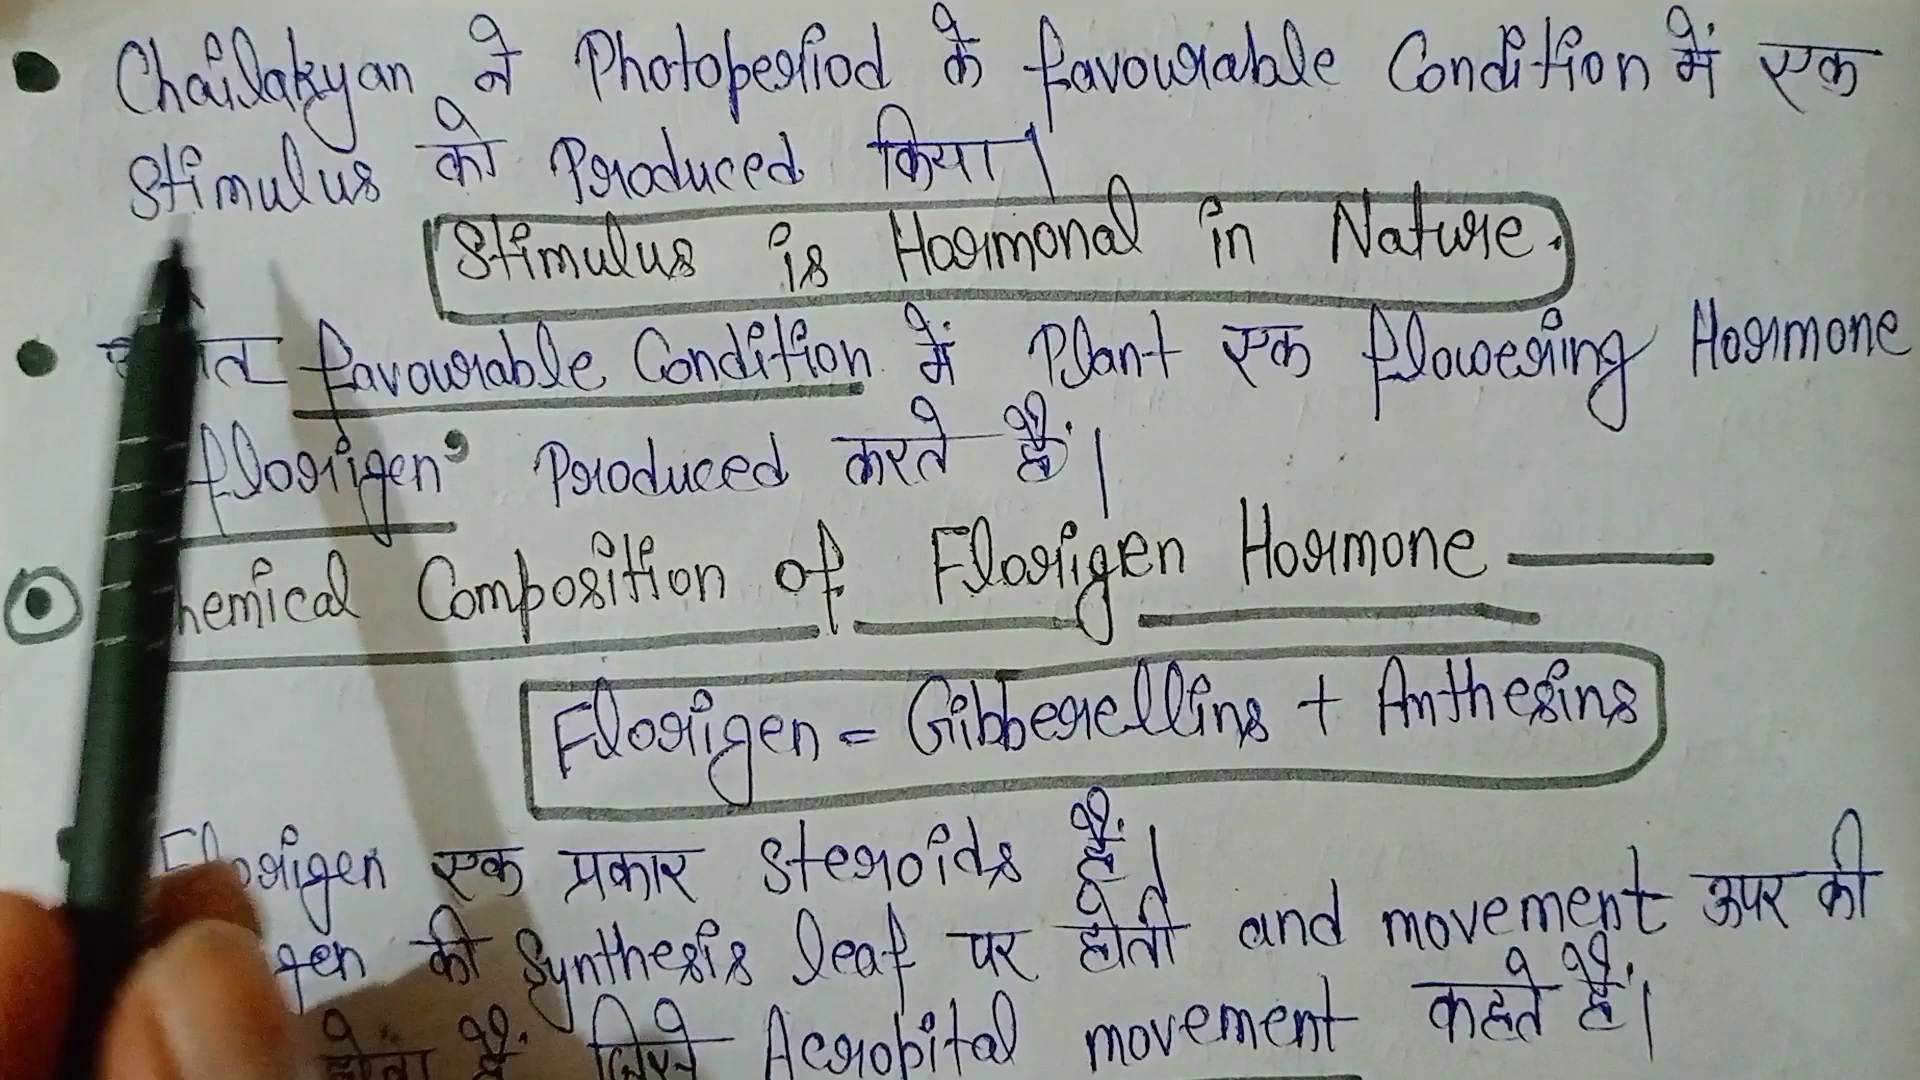 Chailakyan ने Photoperiod के favourable Condition में एक
Stimulus को Produced किया।
Stimulus is Hormonal in Nature.
favourable Condition में Plant एक flowering Hormone
florigen' Produced करते हैं।
hemical Composition of Florigen Hormone
Florigen = Gibberellins + Anthesins
Florigen एक प्रकार Steroids हैं।
gen की Synthesis leaf पर होती and movement ऊपर की
होता है. जिसे Acropital movement कहते हैं।